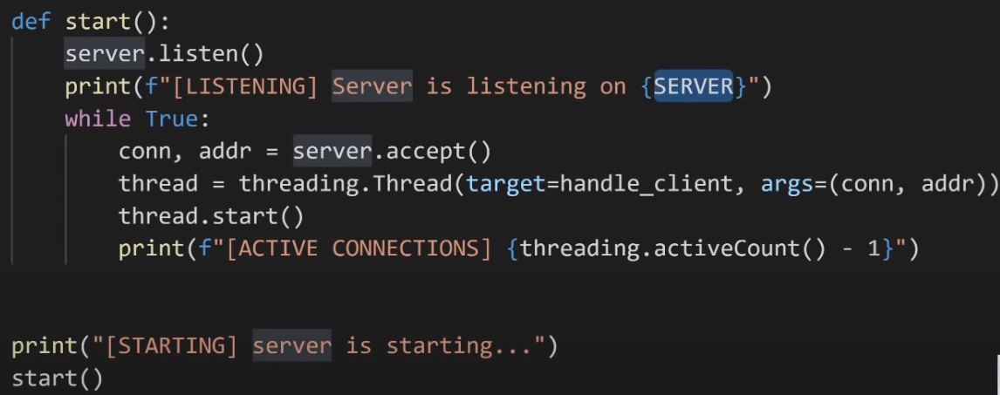 def start():
    server.listen()
    print(f"[LISTENING] Server is listening on {SERVER}")
    while True:
        conn, addr = server.accept()
        thread = threading.Thread(target=handle_client, args=(conn, addr))
        thread.start()
        print(f"[ACTIVE CONNECTIONS] {threading.activeCount() - 1}")
print("[STARTING] server is starting...")
start()